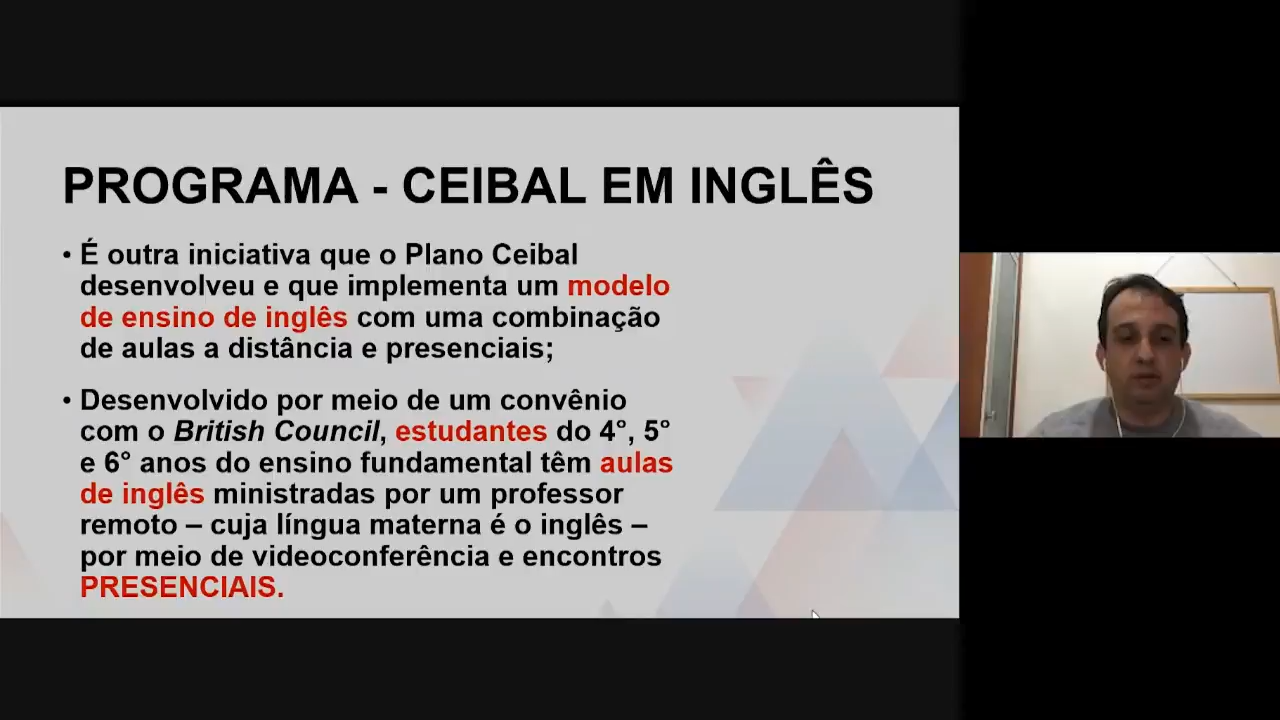 PROGRAMA - CEIBAL EM INGLÊS
• É outra iniciativa que o Plano Ceibal
desenvolveu e que implementa um modelo
de ensino de inglês com uma combinação
de aulas a distância e presenciais;
• Desenvolvido por meio de um convênio
com o British Council, estudantes do 4°, 5°
e 6° anos do ensino fundamental têm aulas
de inglês ministradas por um professor
remoto – cuja língua materna é o inglês –
por meio de videoconferência e encontros
PRESENCIAIS.